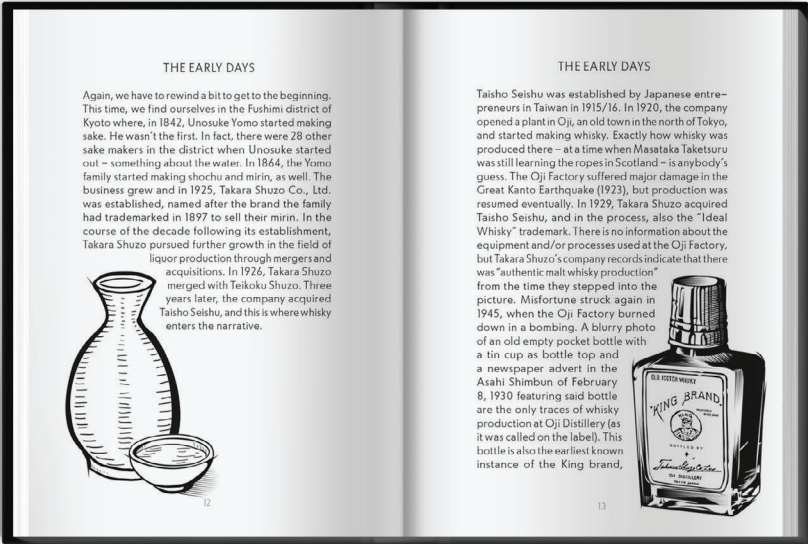 THE EARLY DAYS
Again, we have to rewind a bit to get to the beginning.
This time, we find ourselves in the Fushimi district of
Kyoto where, in 1842, Unosuke Yomo started making
sake. He wasn't the first. In fact, there were 28 other
sake makers in the district when Unosuke started
out – something about the water. In 1864, the Yomo
family started making shochu and mirin, as well. The
business grew and in 1925, Takara Shuzo Co., Ltd.
was established, named after the brand the family
had trademarked in 1897 to sell their mirin. In the
course of the decade following its establishment,
Takara Shuzo pursued further growth in the field of
liquor production through mergers and
acquisitions. In 1926, Takara Shuzo
merged with Teikoku Shuzo. Three
years later, the company acquired
Taisho Seishu, and this is where whisky
enters the narrative.
12
THE EARLY DAYS
Taisho Seishu was established by Japanese entre-
preneurs in Taiwan in 1915/16. In 1920, the company
opened a plant in Oji, an old town in the north of Tokyo,
and started making whisky. Exactly how whisky was
produced there – at a time when Masataka Taketsuru
was still learning the ropes in Scotland – is anybody's
guess. The Oji Factory suffered major damage in the
Great Kanto Earthquake (1923), but production was
resumed eventually. In 1929, Takara Shuzo acquired
Taisho Seishu, and in the process, also the "Ideal
Whisky" trademark. There is no information about the
equipment and/or processes used at the Oji Factory,
but Takara Shuzo's company records indicate that there
was "authentic malt whisky production"
from the time they stepped into the
picture. Misfortune struck again in
1945, when the Oji Factory burned
down in a bombing. A blurry photo
of an old empty pocket bottle with
a tin cup as bottle top and
a newspaper advert in the
Asahi Shimbun of February
8, 1930 featuring said bottle
are the only traces of whisky
production at Oji Distillery (as
it was called on the label). This
bottle is also the earliest known
instance of the King brand,
OLD SCOTCH WHISKY
"KING BRAND"
KING
BOTTLED BY
OJI DISTILLERY
13